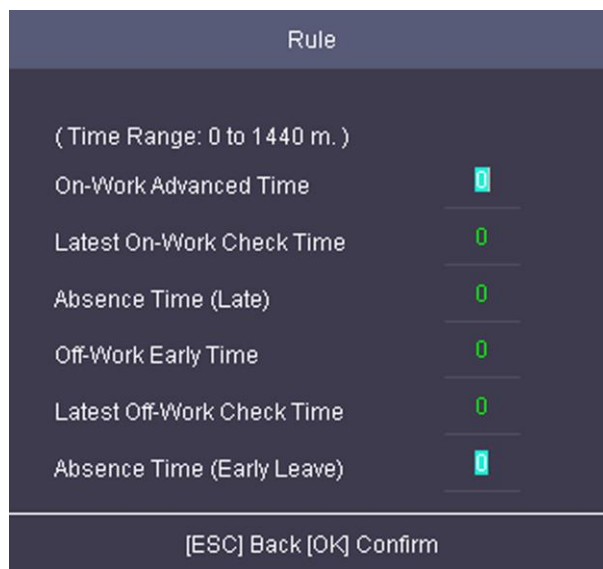 Rule
( Time Range: 0 to 1440 m. )
On-Work Advanced Time 0
Latest On-Work Check Time 0
Absence Time (Late) 0
Off-Work Early Time 0
Latest Off-Work Check Time 0
Absence Time (Early Leave) 0
[ESC] Back [OK] Confirm